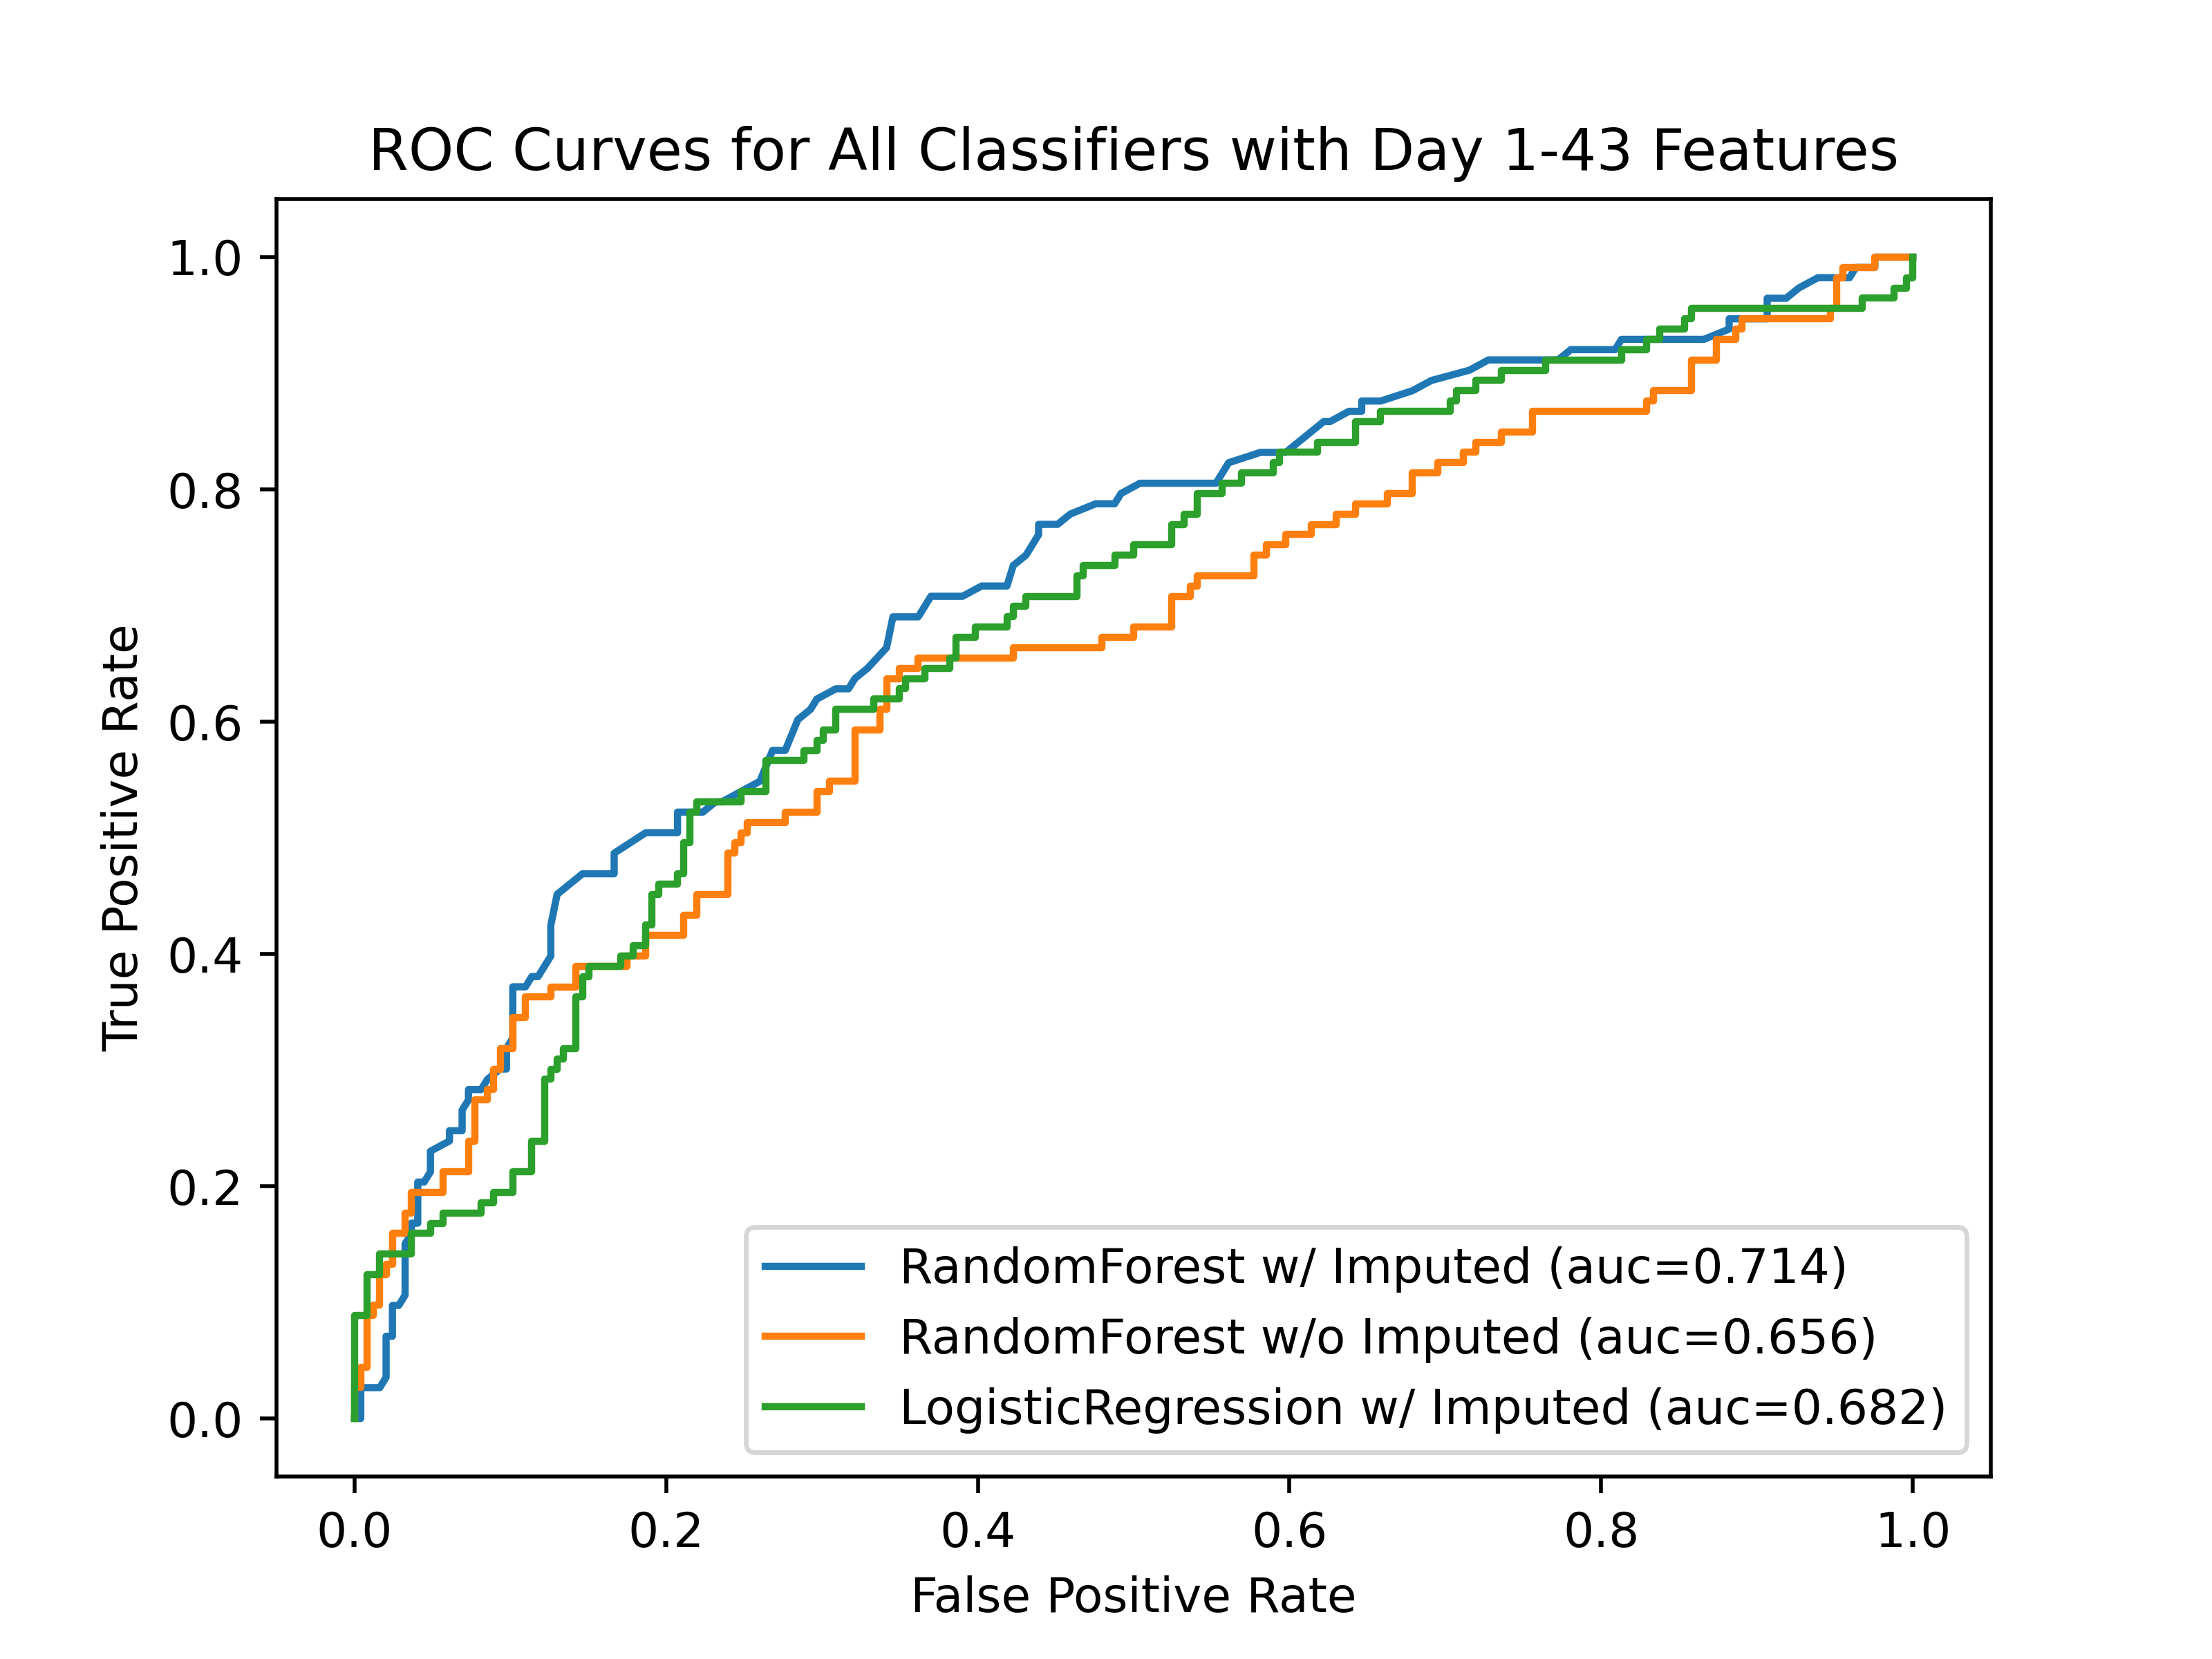 ROC Curves for All Classifiers with Day 1-43 Features
True Positive Rate
1.0
0.8
0.6
0.4
0.2
0.0
RandomForest w/ Imputed (auc=0.714)
RandomForest w/o Imputed (auc=0.656)
LogisticRegression w/ Imputed (auc=0.682)
0.0 0.2 0.4 0.6 0.8 1.0
False Positive Rate